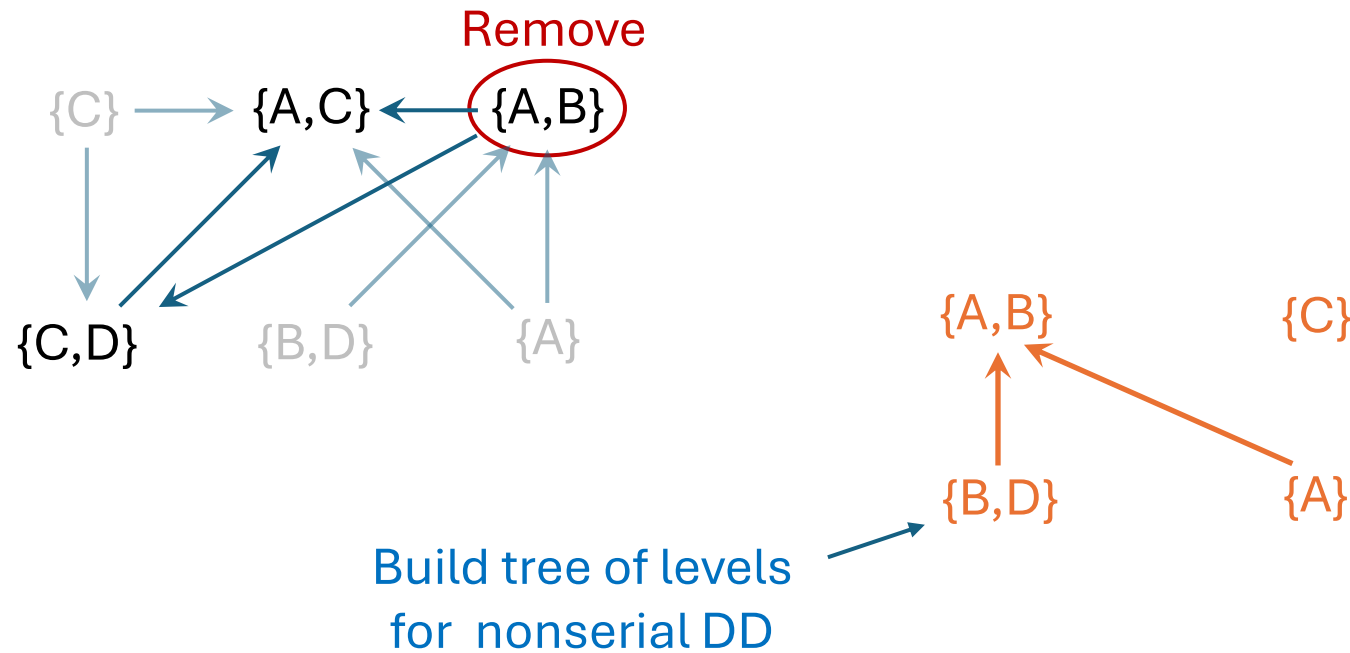 Remove
{C} {A,C} {A,B}
{C,D} {B,D} {A}
{A,B} {C}
{B,D} {A}
Build tree of levels
for nonserial DD